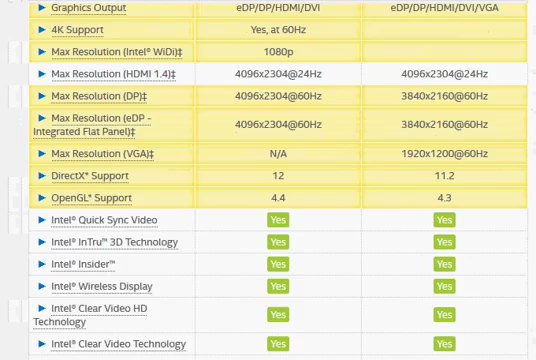 ▶ Graphics Output eDP/DP/HDMI/DVI eDP/DP/HDMI/DVI/VGA
▶ 4K Support Yes, at 60Hz
▶ Max Resolution (Intel® WiDi)‡ 1080p
▶ Max Resolution (HDMI 1.4)‡ 4096x2304@24Hz 4096x2304@24Hz
▶ Max Resolution (DP)‡ 4096x2304@60Hz 3840x2160@60Hz
▶ Max Resolution (eDP -
Integrated Flat Panel)‡ 4096x2304@60Hz 3840x2160@60Hz
▶ Max Resolution (VGA)‡ N/A 1920x1200@60Hz
▶ DirectX* Support 12 11.2
▶ OpenGL* Support 4.4 4.3
▶ Intel® Quick Sync Video Yes Yes
▶ Intel® InTru™ 3D Technology Yes Yes
▶ Intel® Insider™ Yes Yes
▶ Intel® Wireless Display Yes Yes
▶ Intel® Clear Video HD
Technology Yes Yes
▶ Intel® Clear Video Technology Yes Yes